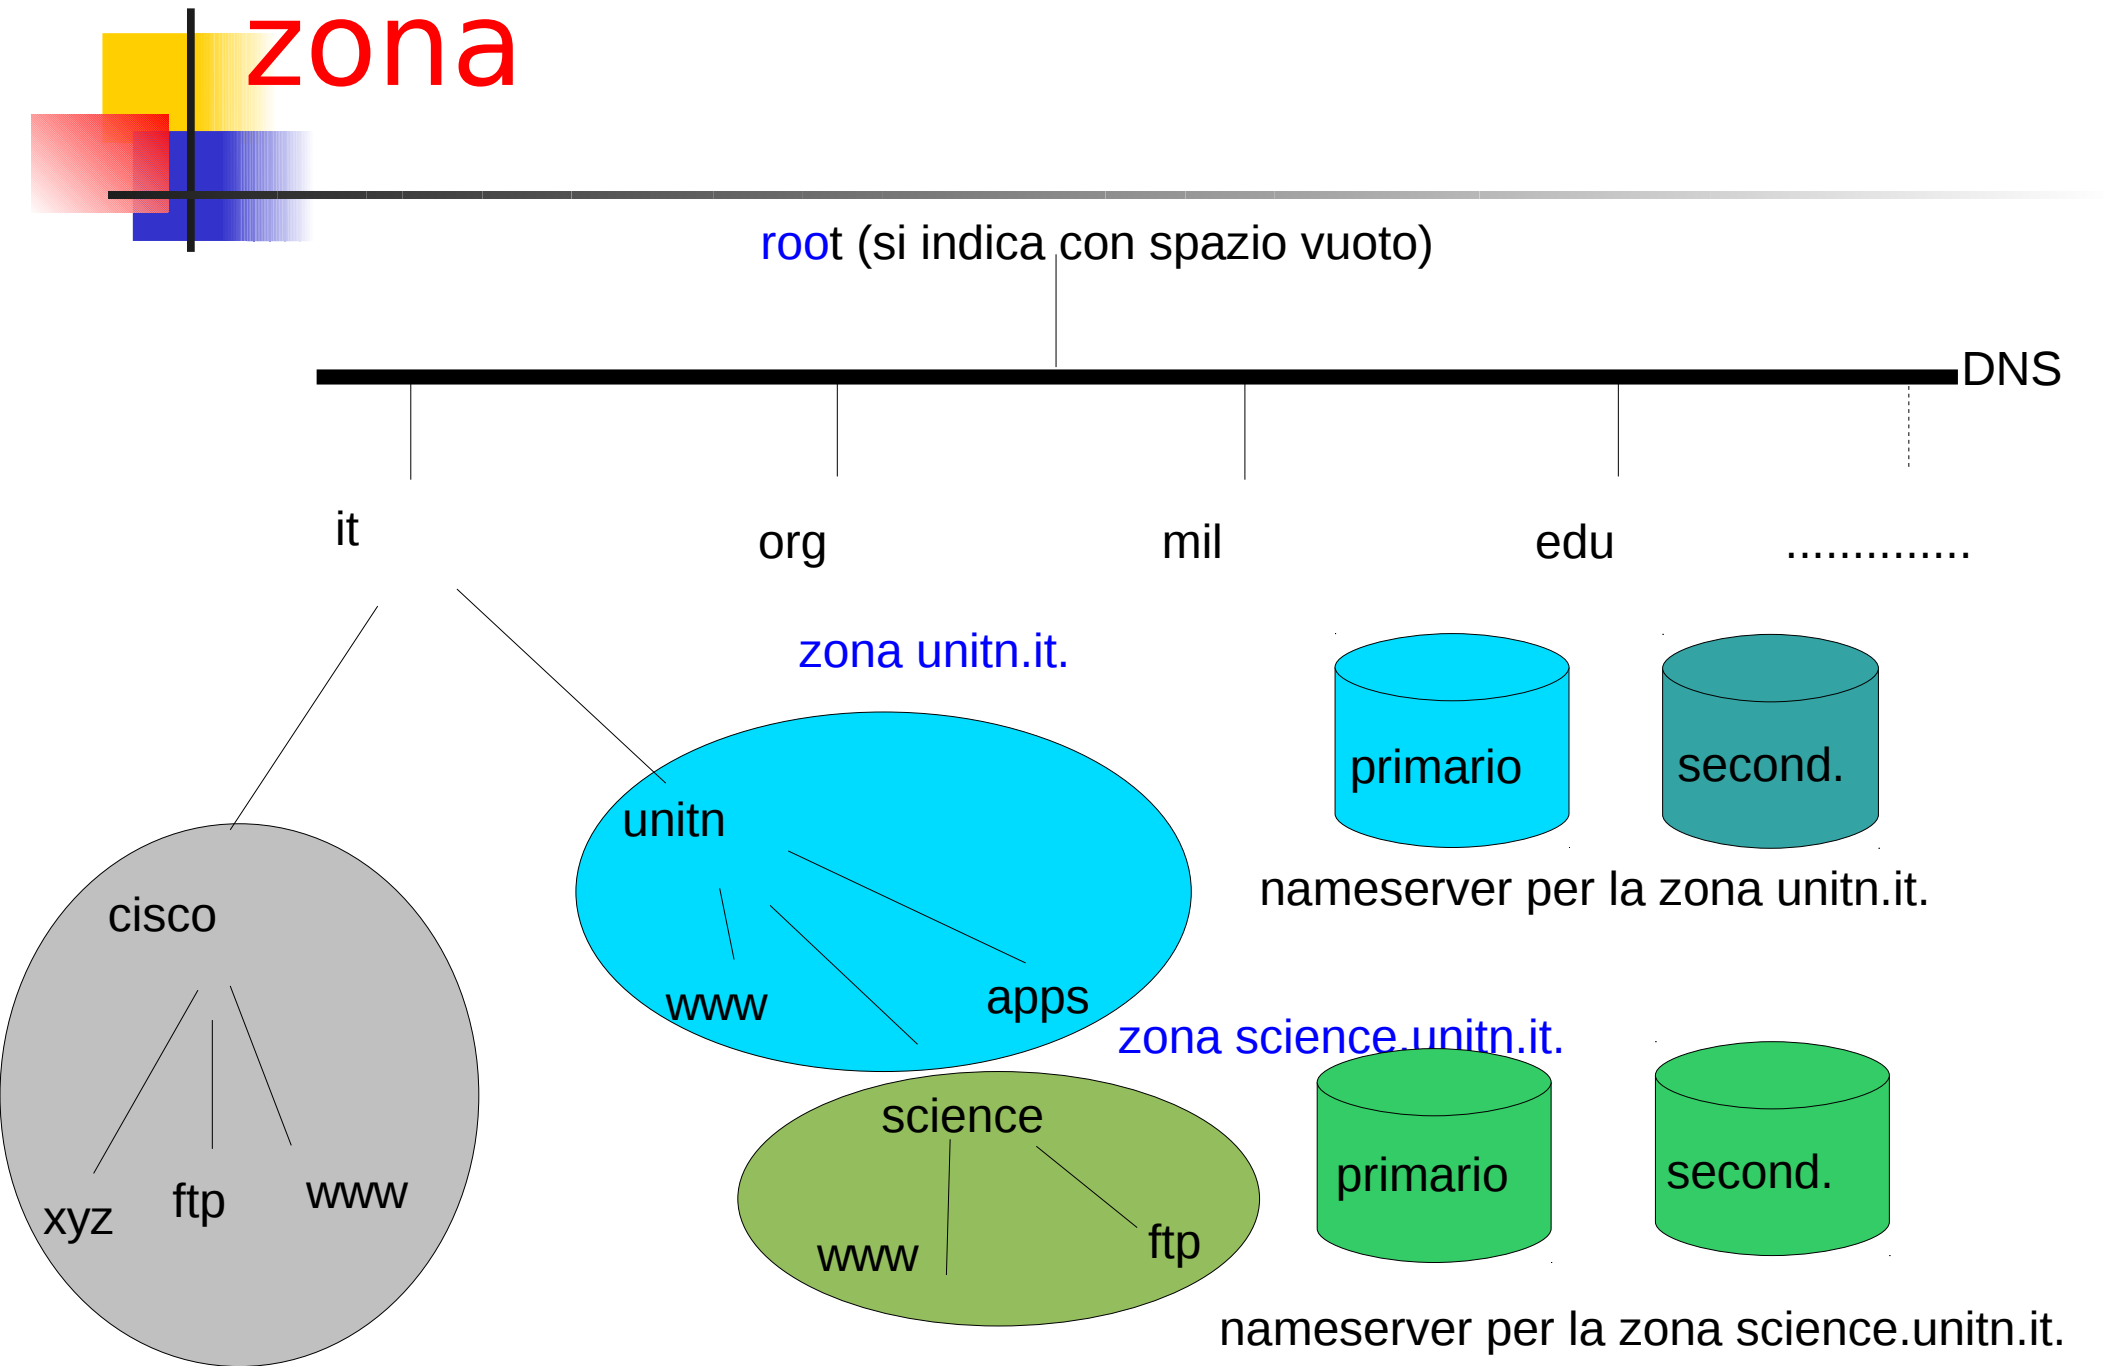 zona
root (si indica con spazio vuoto)
DNS
it
org
mil
edu
..............
zona unitn.it.
primario
second.
unitn
nameserver per la zona unitn.it.
cisco
www
apps
zona science.unitn.it.
science
primario
second.
xyz
ftp
www
www
ftp
nameserver per la zona science.unitn.it.